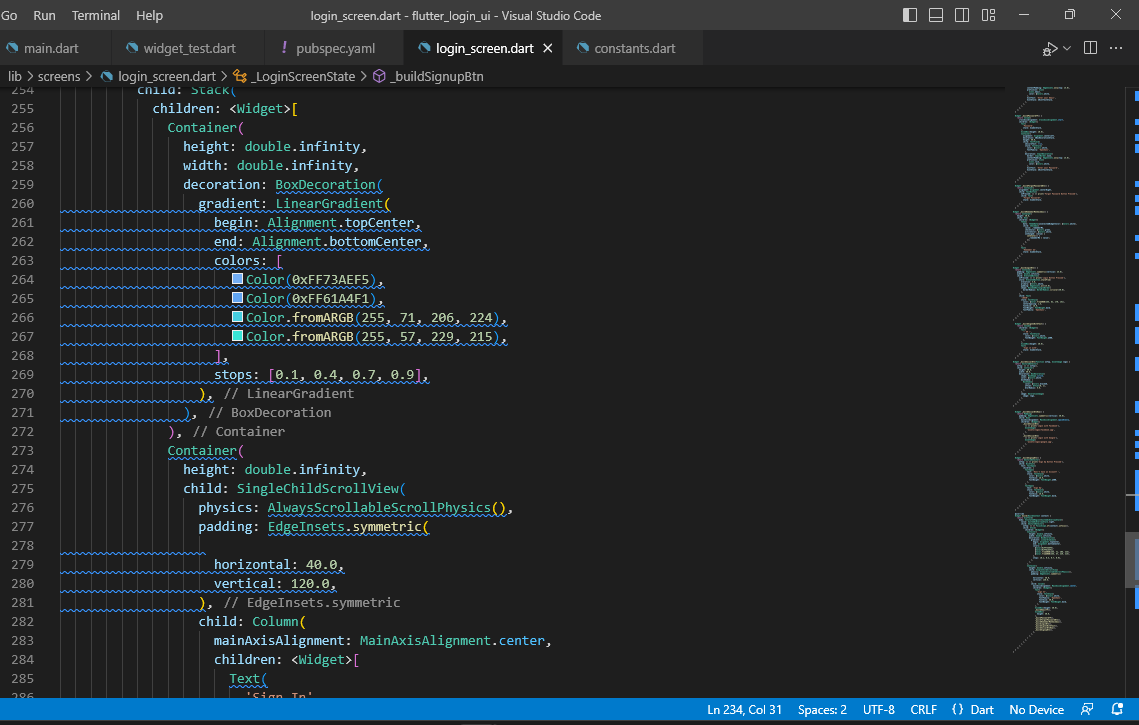 Go Run Terminal Help login_screen.dart - flutter_login_ui - Visual Studio Code
main.dart widget_test.dart ! pubspec.yaml login_screen.dart constants.dart
lib > screens > login_screen.dart > _LoginScreenState > _buildSignupBtn
254 child: Stack(
255 children: <Widget>[
256 Container(
257 height: double.infinity,
258 width: double.infinity,
259 decoration: BoxDecoration(
260 gradient: LinearGradient(
261 begin: Alignment.topCenter,
262 end: Alignment.bottomCenter,
263 colors: [
264 Color(0xFF73AEF5),
265 Color(0xFF61A4F1),
266 Color.fromARGB(255, 71, 206, 224),
267 Color.fromARGB(255, 57, 229, 215),
268 ],
269 stops: [0.1, 0.4, 0.7, 0.9],
270 ), // LinearGradient
271 ), // BoxDecoration
272 ), // Container
273 Container(
274 height: double.infinity,
275 child: SingleChildScrollView(
276 physics: AlwaysScrollableScrollPhysics(),
277 padding: EdgeInsets.symmetric(
278
279 horizontal: 40.0,
280 vertical: 120.0,
281 ), // EdgeInsets.symmetric
282 child: Column(
283 mainAxisAlignment: MainAxisAlignment.center,
284 children: <Widget>[
285 Text(
286 'Sign In'
Ln 234, Col 31 Spaces: 2 UTF-8 CRLF {} Dart No Device